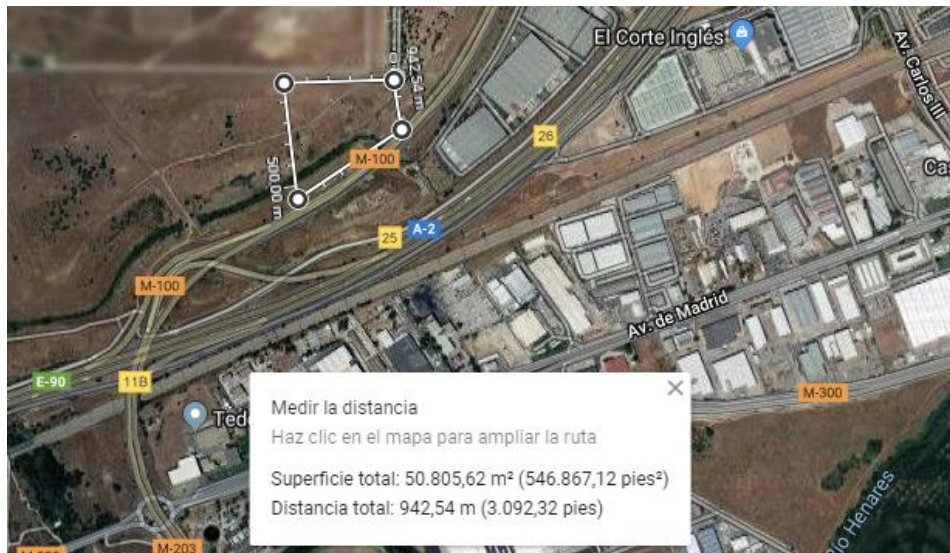 942,54 m
El Corte Inglés
Av. Carlos III
26
M-100
500,00 m
A-2
25
M-100
Av. de Madrid
E-90
11B
M-300
Medir la distancia
Haz clic en el mapa para ampliar la ruta
Superficie total: 50.805,62 m² (546.867,12 pies²)
Distancia total: 942,54 m (3.092,32 pies)
Henares
M-203